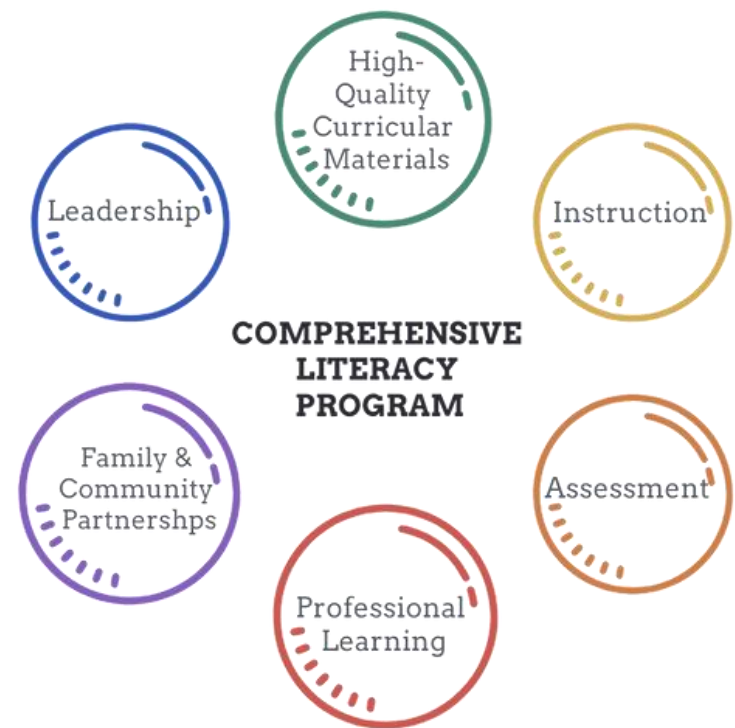 High-
Quality
Curricular
Materials
Leadership
Instruction
COMPREHENSIVE
LITERACY
PROGRAM
Family &
Community
Partnershps
Assessment
Professional
Learning